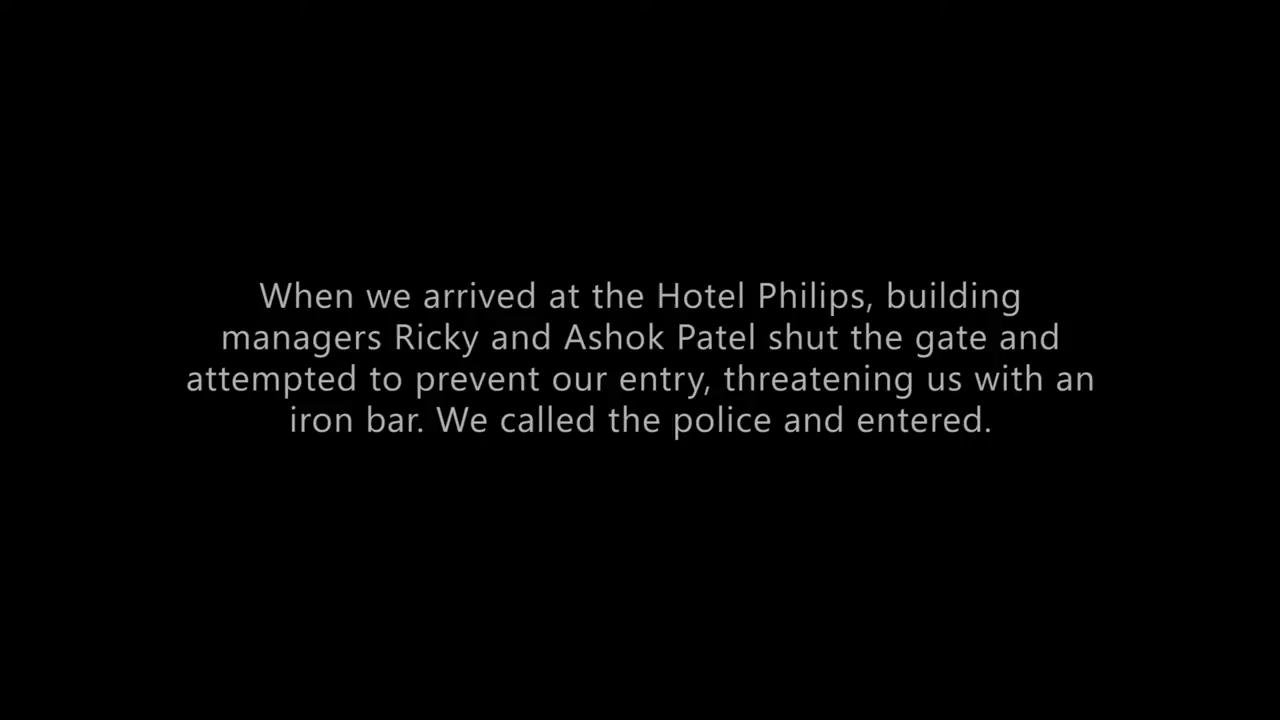 When we arrived at the Hotel Philips, building
managers Ricky and Ashok Patel shut the gate and
attempted to prevent our entry, threatening us with an
iron bar. We called the police and entered.